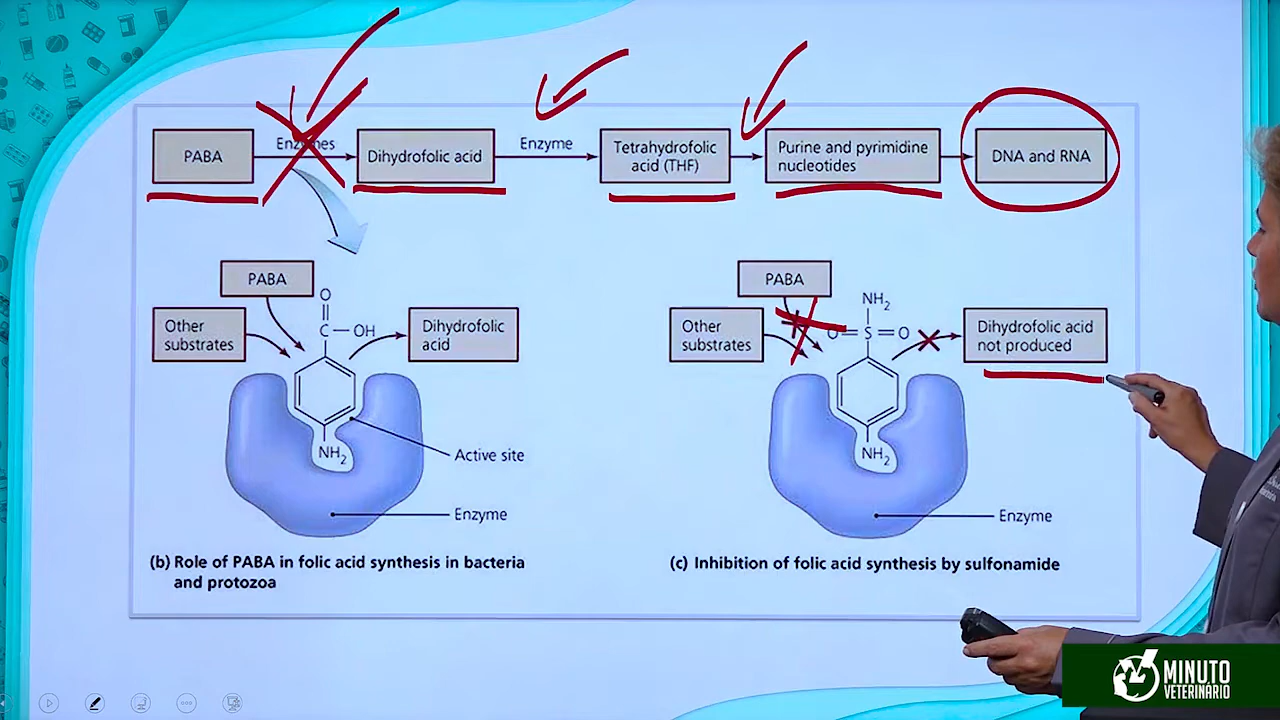 PABA
Enzymes
Dihydrofolic acid
Enzyme
Tetrahydrofolic
acid (THF)
Purine and pyrimidine
nucleotides
DNA and RNA
PABA
Other
substrates
O
C
OH
Dihydrofolic
acid
NH2
Active site
Enzyme
(b) Role of PABA in folic acid synthesis in bacteria
and protozoa
PABA
Other
substrates
NH2
O=S=O
Dihydrofolic acid
not produced
NH2
Enzyme
(c) Inhibition of folic acid synthesis by sulfonamide
MINUTO
VETERINÁRIO